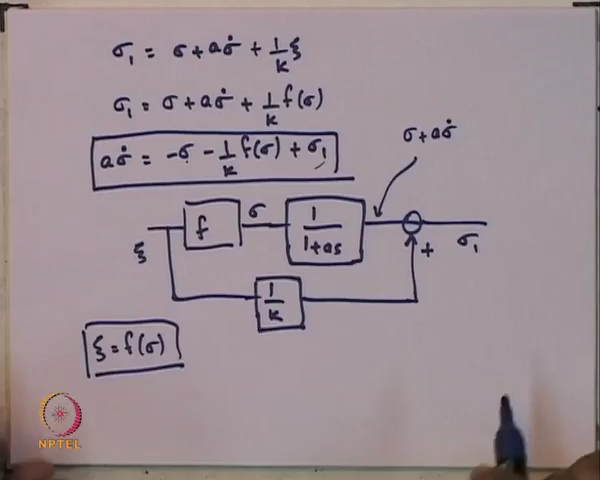 σ₁ = σ + aσ̇ + 1/k ξ
σ₁ = σ + aσ̇ + 1/k f(σ)
aσ̇ = -σ - 1/k f(σ) + σ₁
σ + aσ̇
ξ
f
σ
1/1+as
+
σ₁
1/k
ξ = f(σ)
NPTEL